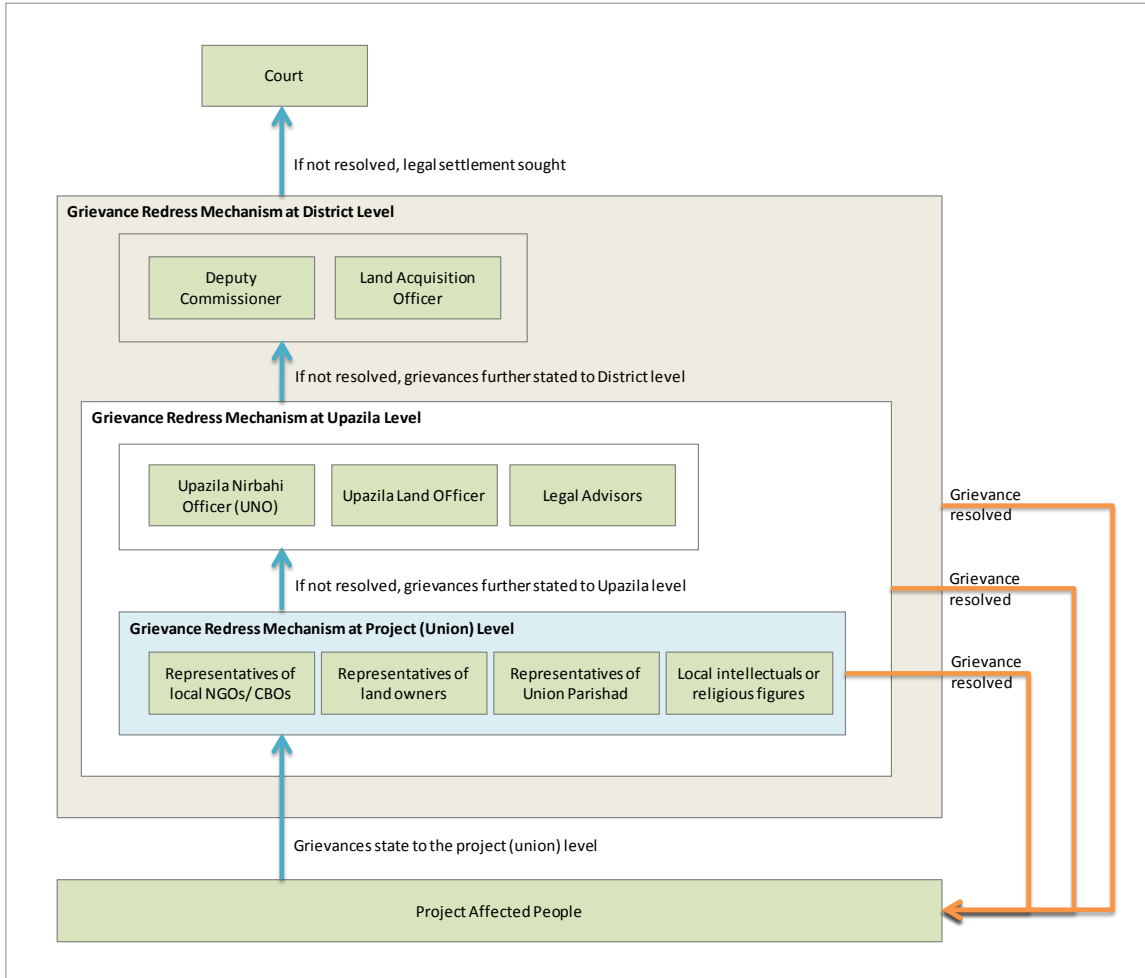 Court
If not resolved, legal settlement sought
Grievance Redress Mechanism at District Level
Deputy
Commissioner
Land Acquisition
Officer
If not resolved, grievances further stated to District level
Grievance Redress Mechanism at Upazila Level
Upazila Nirbahi
Officer (UNO)
Upazila Land OFficer
Legal Advisors
Grievance
resolved
If not resolved, grievances further stated to Upazila level
Grievance
resolved
Grievance Redress Mechanism at Project (Union) Level
Representatives of
local NGOs/ CBOs
Representatives of
land owners
Representatives of
Union Parishad
Local intellectuals or
religious figures
Grievance
resolved
Grievances state to the project (union) level
Project Affected People